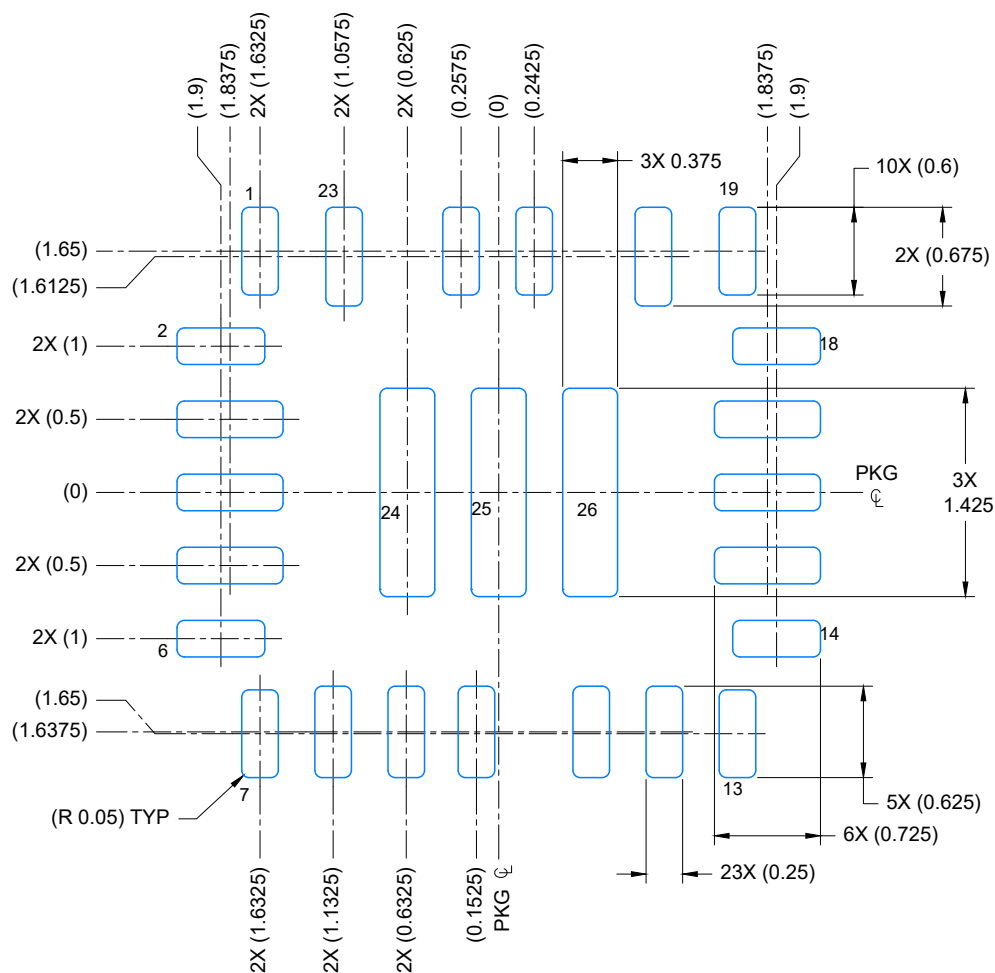 (1.9)
(1.8375)
2X (1.6325)
2X (1.0575)
2X (0.625)
(0.2575)
(0)
(0.2425)
(1.8375)
(1.9)
3X 0.375
10X (0.6)
1
23
19
2X (0.675)
(1.65)
(1.6125)
2
18
2X (1)
2X (0.5)
(0)
PKG
℄
3X
1.425
24
25
26
2X (0.5)
2X (1)
6
14
(1.65)
(1.6375)
7
13
(R 0.05) TYP
5X (0.625)
6X (0.725)
23X (0.25)
2X (1.6325)
2X (1.1325)
2X (0.6325)
(0.1525)
PKG ℄